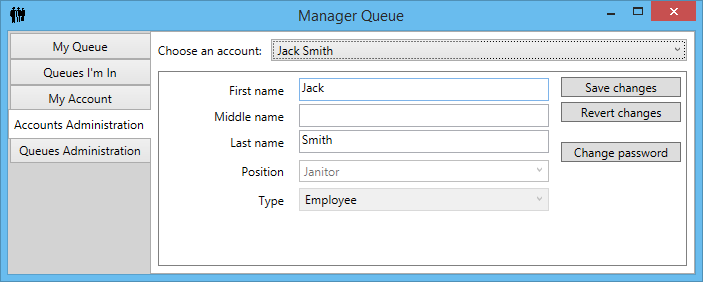 Manager Queue
My Queue
Queues I'm In
My Account
Accounts Administration
Queues Administration
Choose an account: Jack Smith
First name Jack
Middle name
Last name Smith
Position Janitor
Type Employee
Save changes
Revert changes
Change password